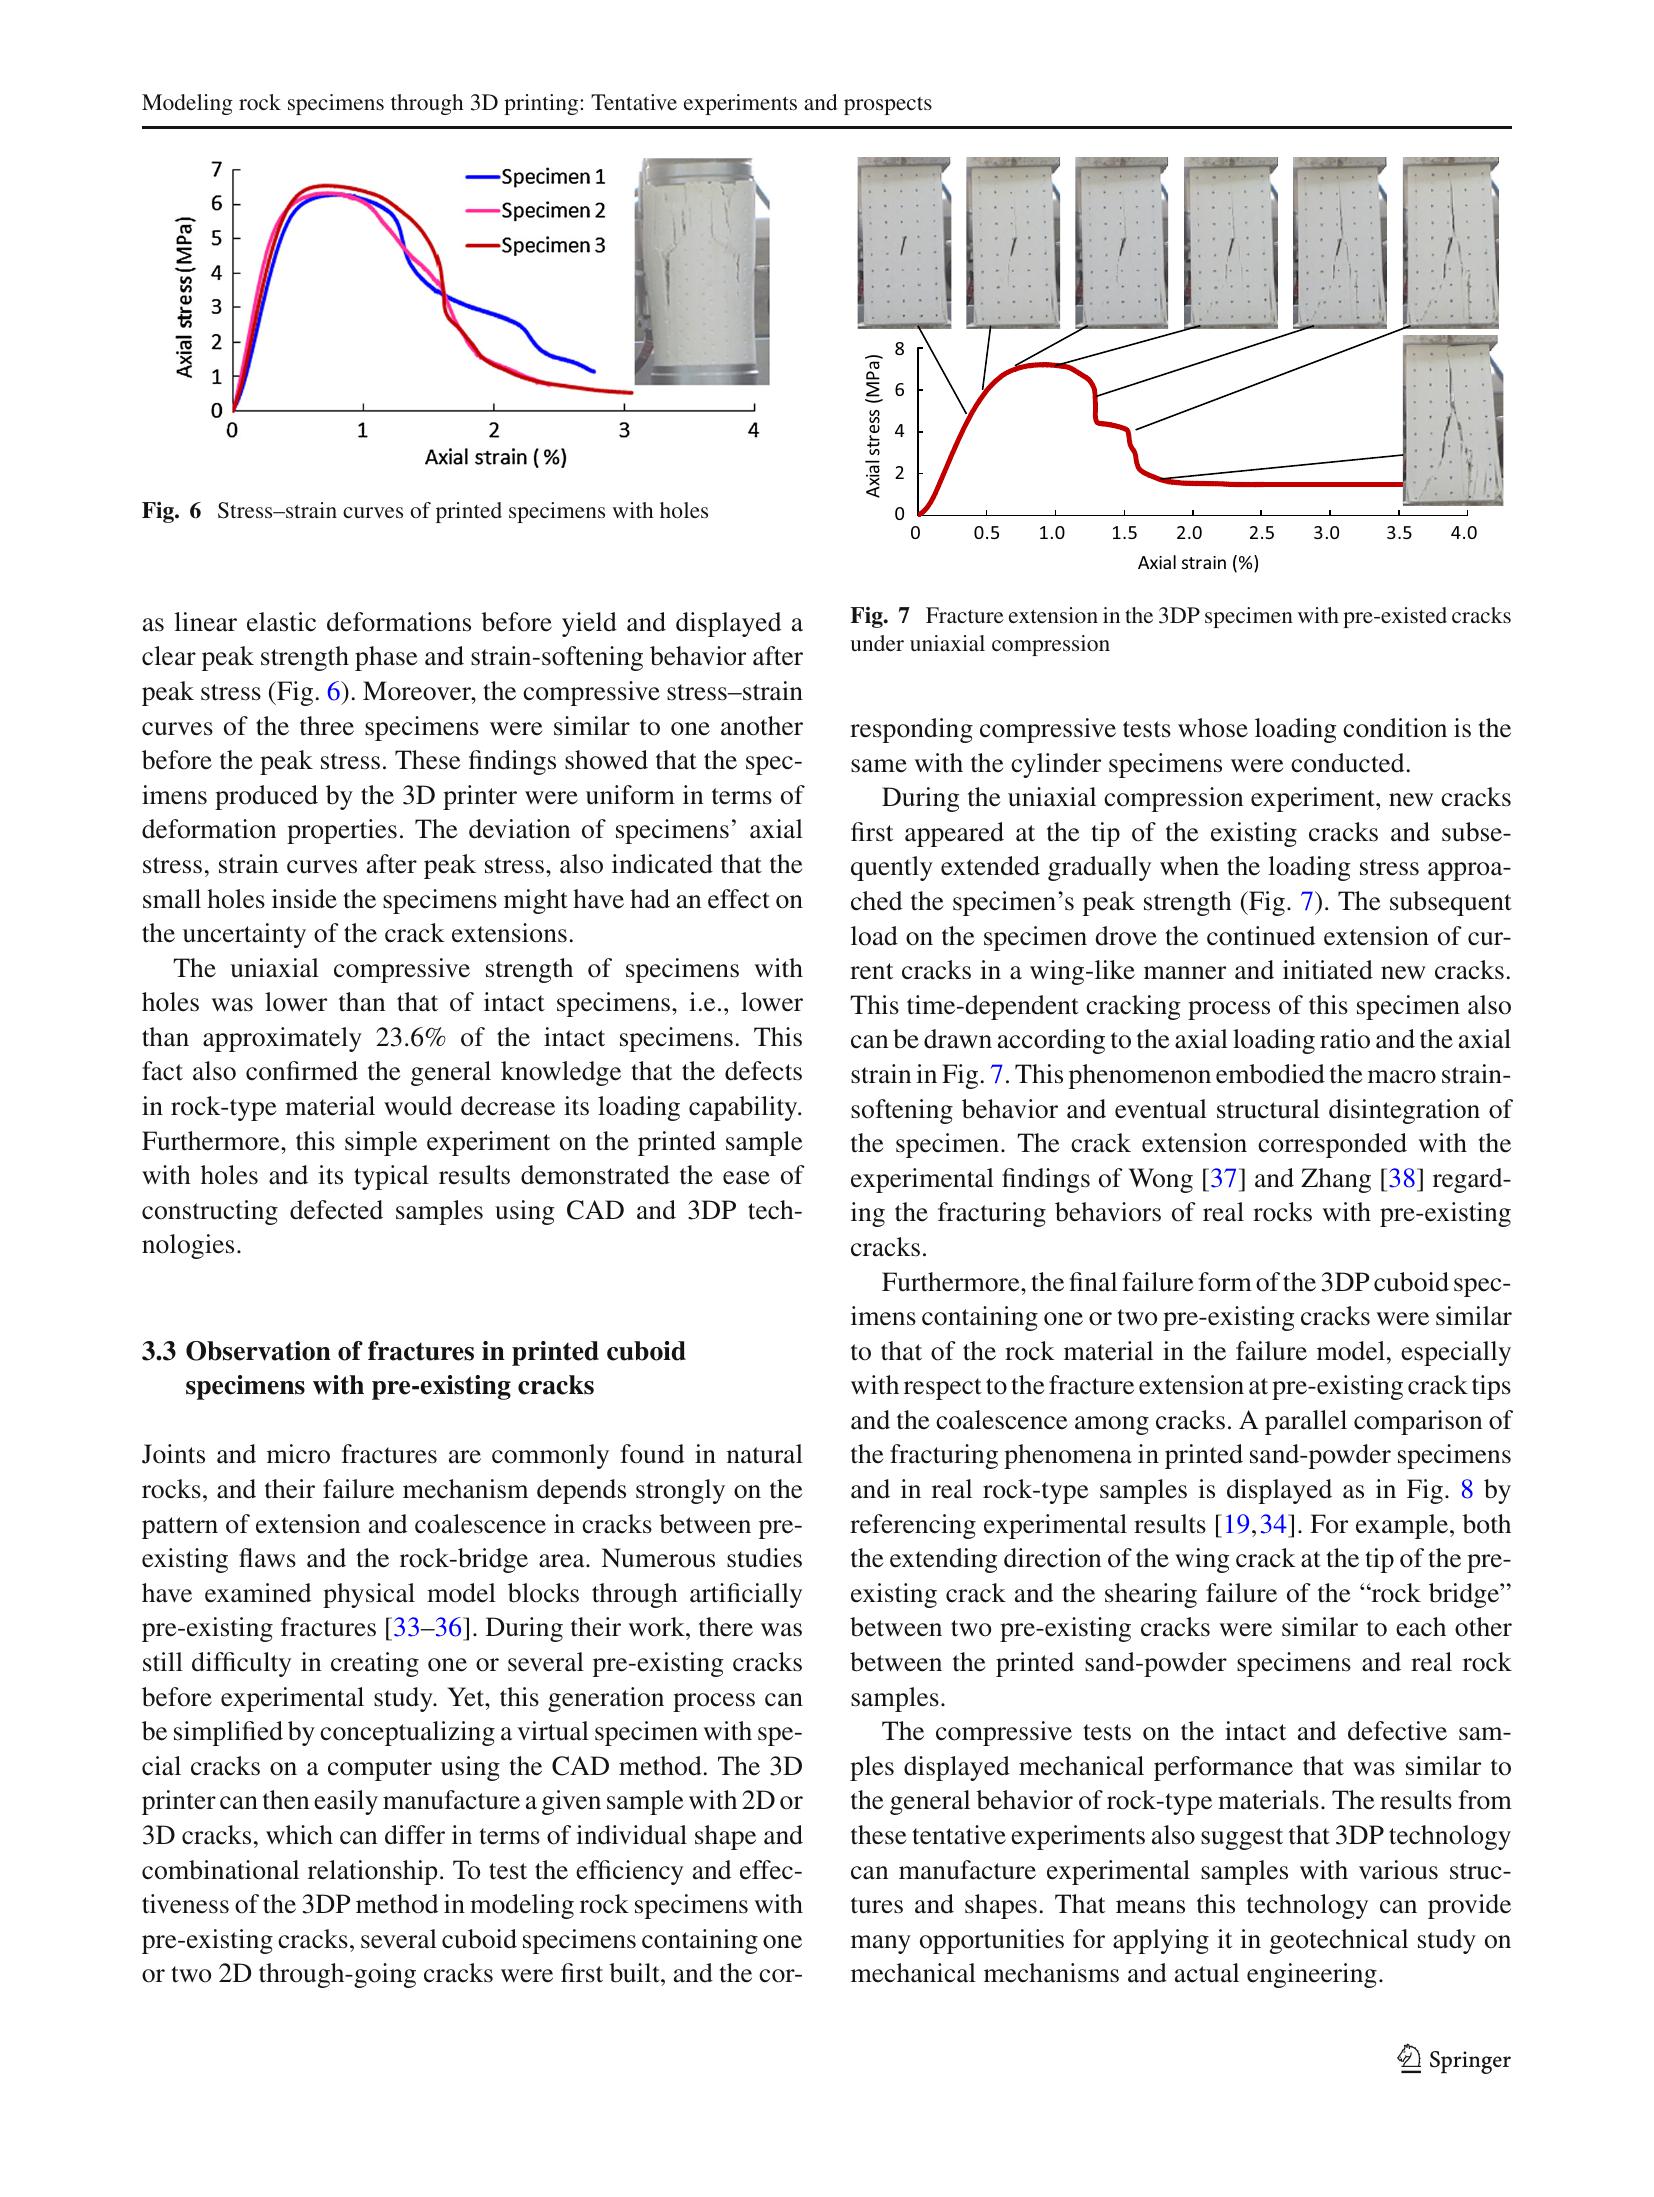 Modeling rock specimens through 3D printing: Tentative experiments and prospects
7
6
5
4
3
2
1
0
Axial stress (MPa)
Specimen 1
Specimen 2
Specimen 3
0 1 2 3 4
Axial strain (%)
Fig. 6 Stress–strain curves of printed specimens with holes
as linear elastic deformations before yield and displayed a
clear peak strength phase and strain-softening behavior after
peak stress (Fig. 6). Moreover, the compressive stress–strain
curves of the three specimens were similar to one another
before the peak stress. These findings showed that the spec-
imens produced by the 3D printer were uniform in terms of
deformation properties. The deviation of specimens’ axial
stress, strain curves after peak stress, also indicated that the
small holes inside the specimens might have had an effect on
the uncertainty of the crack extensions.
The uniaxial compressive strength of specimens with
holes was lower than that of intact specimens, i.e., lower
than approximately 23.6% of the intact specimens. This
fact also confirmed the general knowledge that the defects
in rock-type material would decrease its loading capability.
Furthermore, this simple experiment on the printed sample
with holes and its typical results demonstrated the ease of
constructing defected samples using CAD and 3DP tech-
nologies.
3.3 Observation of fractures in printed cuboid
specimens with pre-existing cracks
Joints and micro fractures are commonly found in natural
rocks, and their failure mechanism depends strongly on the
pattern of extension and coalescence in cracks between pre-
existing flaws and the rock-bridge area. Numerous studies
have examined physical model blocks through artificially
pre-existing fractures [33–36]. During their work, there was
still difficulty in creating one or several pre-existing cracks
before experimental study. Yet, this generation process can
be simplified by conceptualizing a virtual specimen with spe-
cial cracks on a computer using the CAD method. The 3D
printer can then easily manufacture a given sample with 2D or
3D cracks, which can differ in terms of individual shape and
combinational relationship. To test the efficiency and effec-
tiveness of the 3DP method in modeling rock specimens with
pre-existing cracks, several cuboid specimens containing one
or two 2D through-going cracks were first built, and the cor-
8
6
4
2
0
Axial stress (MPa)
0 0.5 1.0 1.5 2.0 2.5 3.0 3.5 4.0
Axial strain (%)
Fig. 7 Fracture extension in the 3DP specimen with pre-existed cracks
under uniaxial compression
responding compressive tests whose loading condition is the
same with the cylinder specimens were conducted.
During the uniaxial compression experiment, new cracks
first appeared at the tip of the existing cracks and subse-
quently extended gradually when the loading stress approa-
ched the specimen’s peak strength (Fig. 7). The subsequent
load on the specimen drove the continued extension of cur-
rent cracks in a wing-like manner and initiated new cracks.
This time-dependent cracking process of this specimen also
can be drawn according to the axial loading ratio and the axial
strain in Fig. 7. This phenomenon embodied the macro strain-
softening behavior and eventual structural disintegration of
the specimen. The crack extension corresponded with the
experimental findings of Wong [37] and Zhang [38] regard-
ing the fracturing behaviors of real rocks with pre-existing
cracks.
Furthermore, the final failure form of the 3DP cuboid spec-
imens containing one or two pre-existing cracks were similar
to that of the rock material in the failure model, especially
with respect to the fracture extension at pre-existing crack tips
and the coalescence among cracks. A parallel comparison of
the fracturing phenomena in printed sand-powder specimens
and in real rock-type samples is displayed as in Fig. 8 by
referencing experimental results [19,34]. For example, both
the extending direction of the wing crack at the tip of the pre-
existing crack and the shearing failure of the “rock bridge”
between two pre-existing cracks were similar to each other
between the printed sand-powder specimens and real rock
samples.
The compressive tests on the intact and defective sam-
ples displayed mechanical performance that was similar to
the general behavior of rock-type materials. The results from
these tentative experiments also suggest that 3DP technology
can manufacture experimental samples with various struc-
tures and shapes. That means this technology can provide
many opportunities for applying it in geotechnical study on
mechanical mechanisms and actual engineering.
Springer